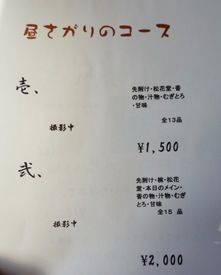 昼さがりのコース
壱、
先附け・松花堂・香
の物・汁物・むぎとろ
・甘味
撮影中
全13品
¥1,500
弐、
先附け・椀・松花
堂・本日のメイン・
香の物・汁物・むぎ
とろ・甘味
撮影中
全15 品
¥2,000